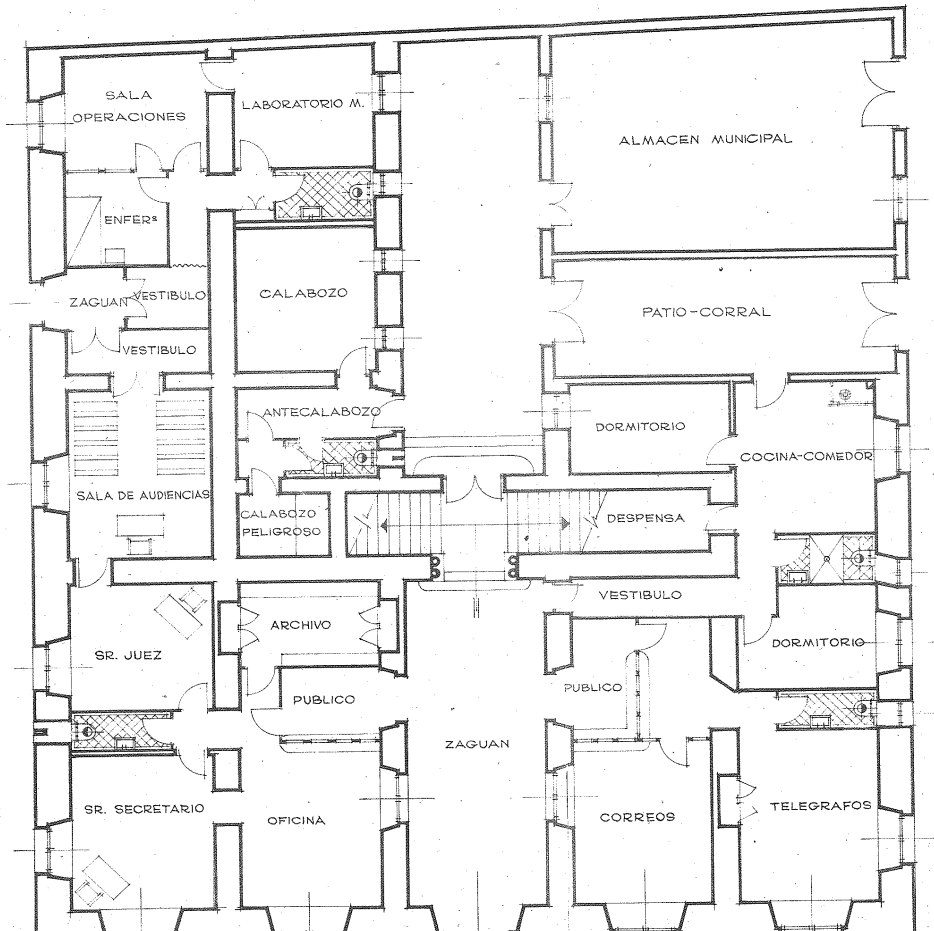 SALA
OPERACIONES
LABORATORIO M.
ALMACEN MUNICIPAL
ENFERS
CALABOZO
ZAGUAN
VESTIBULO
PATIO-CORRAL
VESTIBULO
ANTECALABOZO
DORMITORIO
COCINA-COMEDOR
SALA DE AUDIENCIAS
CALABOZO
PELIGROSO
DESPENSA
VESTIBULO
ARCHIVO
DORMITORIO
SR. JUEZ
PUBLICO
PUBLICO
ZAGUAN
SR. SECRETARIO
OFICINA
CORREOS
TELEGRAFOS